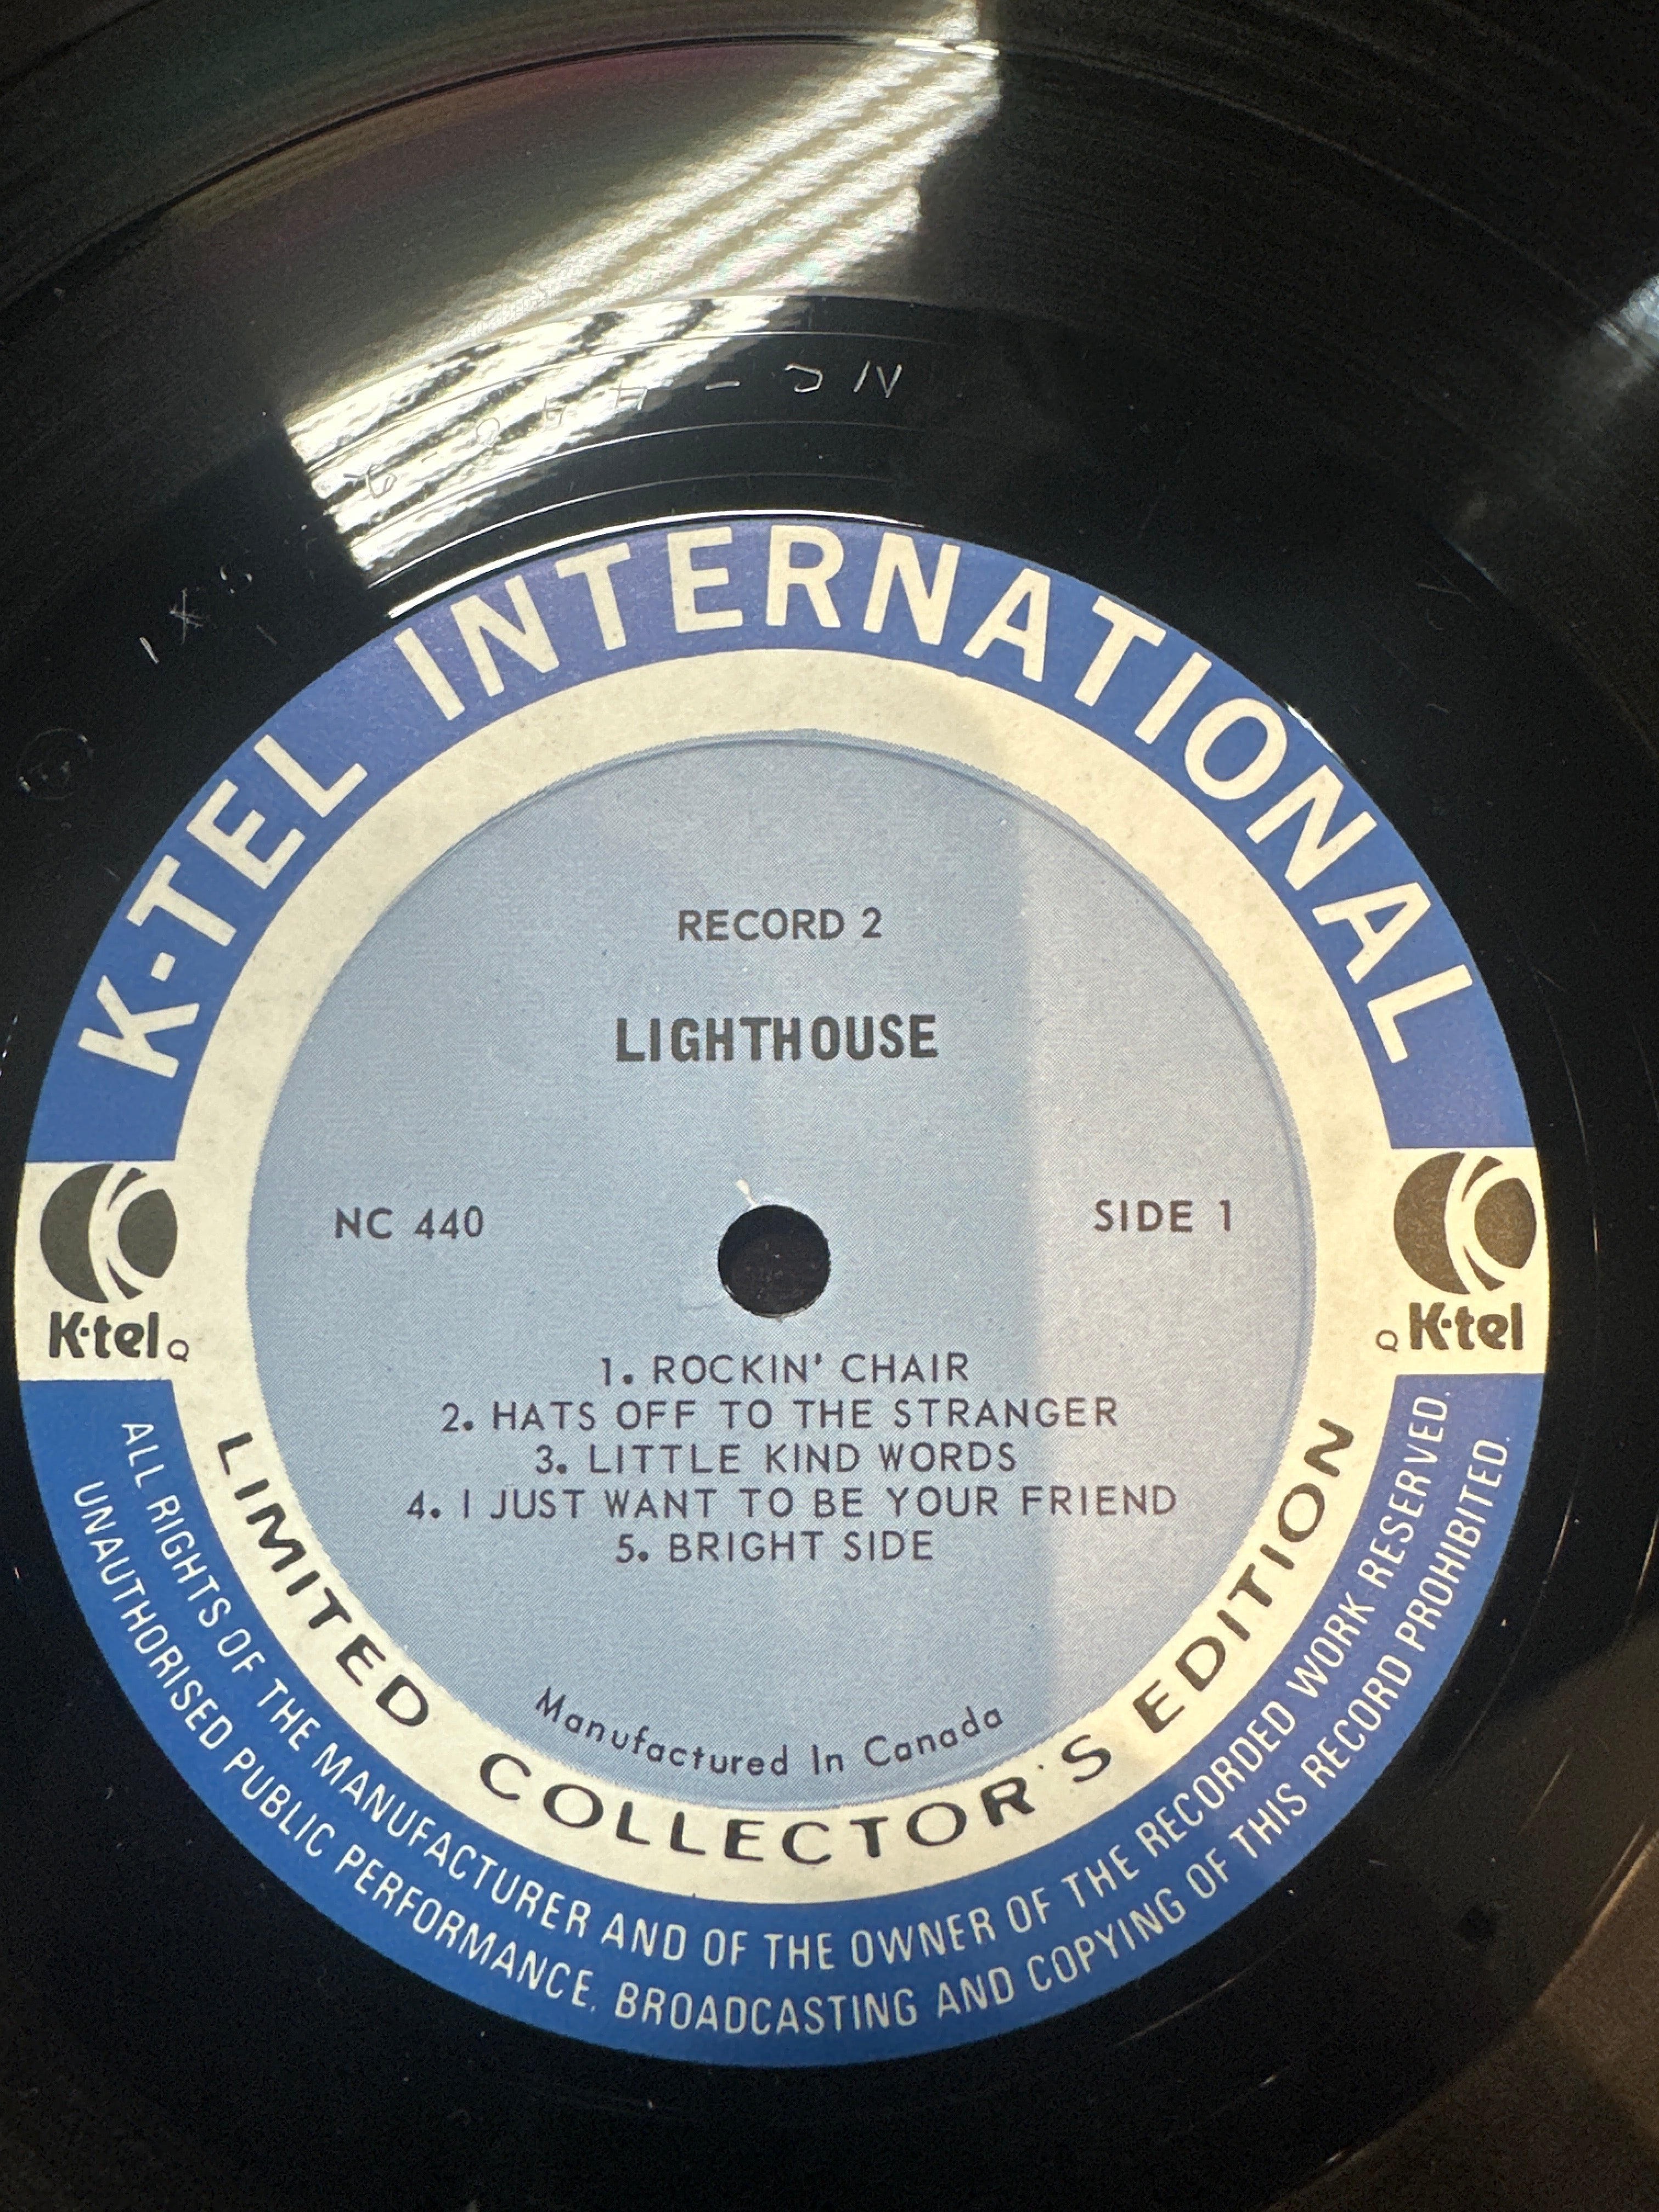 K·TEL INTERNATIONAL
RECORD 2
LIGHTHOUSE
NC 440
SIDE 1
K·tel
K·tel
1. ROCKIN' CHAIR
2. HATS OFF TO THE STRANGER
3. LITTLE KIND WORDS
4. I JUST WANT TO BE YOUR FRIEND
5. BRIGHT SIDE
Manufactured In Canada
LIMITED COLLECTOR'S EDITION
ALL RIGHTS OF THE MANUFACTURER AND OF THE OWNER OF THE RECORDED WORK RESERVED.
UNAUTHORISED PUBLIC PERFORMANCE, BROADCASTING AND COPYING OF THIS RECORD PROHIBITED.